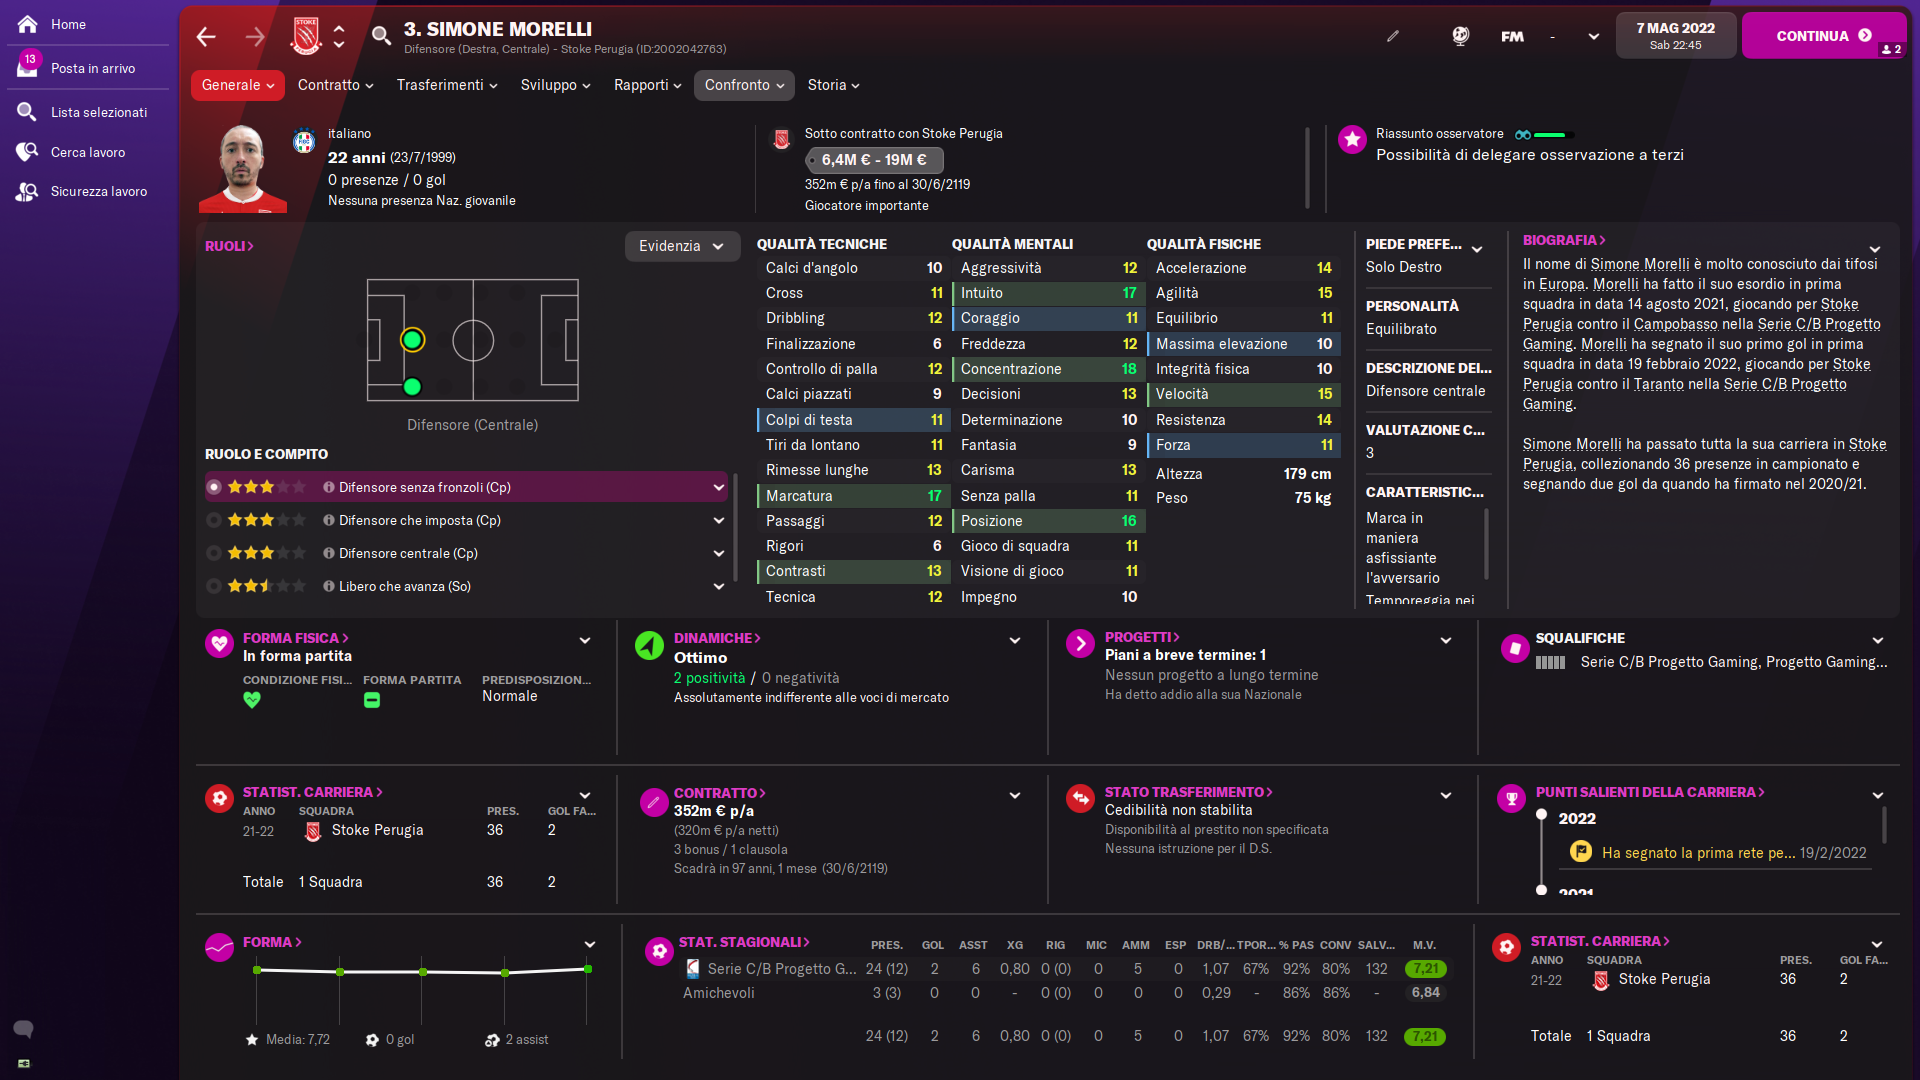 Home
13
Posta in arrivo
Lista selezionati
Cerca lavoro
Sicurezza lavoro
STOKE
3. SIMONE MORELLI
Difensore (Destra, Centrale) - Stoke Perugia (ID:2002042763)
FM
-
7 MAG 2022
Sab 22:45
CONTINUA
2
Generale
Contratto
Trasferimenti
Sviluppo
Rapporti
Confronto
Storia
italiano
22 anni (23/7/1999)
0 presenze / 0 gol
Nessuna presenza Naz. giovanile
Sotto contratto con Stoke Perugia
6,4M € - 19M €
352m € p/a fino al 30/6/2119
Giocatore importante
Riassunto osservatore
Possibilità di delegare osservazione a terzi
RUOLI
Evidenzia
Difensore (Centrale)
RUOLO E COMPITO
Difensore senza fronzoli (Cp)
Difensore che imposta (Cp)
Difensore centrale (Cp)
Libero che avanza (So)
QUALITÀ TECNICHE
Calci d'angolo 10
Cross 11
Dribbling 12
Finalizzazione 6
Controllo di palla 12
Calci piazzati 9
Colpi di testa 11
Tiri da lontano 11
Rimesse lunghe 13
Marcatura 17
Passaggi 12
Rigori 6
Contrasti 13
Tecnica 12
QUALITÀ MENTALI
Aggressività 12
Intuito 17
Coraggio 11
Freddezza 12
Concentrazione 18
Decisioni 13
Determinazione 10
Fantasia 9
Carisma 13
Senza palla 11
Posizione 16
Gioco di squadra 11
Visione di gioco 11
Impegno 10
QUALITÀ FISICHE
Accelerazione 14
Agilità 15
Equilibrio 11
Massima elevazione 10
Integrità fisica 10
Velocità 15
Resistenza 14
Forza 11
Altezza 179 cm
Peso 75 kg
PIEDE PREFE...
Solo Destro
PERSONALITÀ
Equilibrato
DESCRIZIONE DEI...
Difensore centrale
VALUTAZIONE C...
3
CARATTERISTIC...
Marca in
maniera
asfissiante
l'avversario
Temporeggia nei
BIOGRAFIA
Il nome di Simone Morelli è molto conosciuto dai tifosi
in Europa. Morelli ha fatto il suo esordio in prima
squadra in data 14 agosto 2021, giocando per Stoke
Perugia contro il Campobasso nella Serie C/B Progetto
Gaming. Morelli ha segnato il suo primo gol in prima
squadra in data 19 febbraio 2022, giocando per Stoke
Perugia contro il Taranto nella Serie C/B Progetto
Gaming.
Simone Morelli ha passato tutta la sua carriera in Stoke
Perugia, collezionando 36 presenze in campionato e
segnando due gol da quando ha firmato nel 2020/21.
FORMA FISICA
In forma partita
CONDIZIONE FISI... FORMA PARTITA PREDISPOSIZION...
Normale
DINAMICHE
Ottimo
2 positività / 0 negatività
Assolutamente indifferente alle voci di mercato
PROGETTI
Piani a breve termine: 1
Nessun progetto a lungo termine
Ha detto addio alla sua Nazionale
SQUALIFICHE
Serie C/B Progetto Gaming, Progetto Gaming...
STATIST. CARRIERA
ANNO SQUADRA PRES. GOL FA...
21-22 Stoke Perugia 36 2
Totale 1 Squadra 36 2
CONTRATTO
352m € p/a
(320m € p/a netti)
3 bonus / 1 clausola
Scadrà in 97 anni, 1 mese (30/6/2119)
STATO TRASFERIMENTO
Cedibilità non stabilita
Disponibilità al prestito non specificata
Nessuna istruzione per il D.S.
PUNTI SALIENTI DELLA CARRIERA
2022
Ha segnato la prima rete pe... 19/2/2022
2021
FORMA
Media: 7,72 0 gol 2 assist
STAT. STAGIONALI PRES. GOL ASST XG RIG MIC AMM ESP DRB/... TPOR... % PAS CONV SALV... M.V.
Serie C/B Progetto G... 24 (12) 2 6 0,80 0 (0) 0 5 0 1,07 67% 92% 80% 132 7,21
Amichevoli 3 (3) 0 0 - 0 (0) 0 0 0 0,29 - 86% 86% - 6,84
24 (12) 2 6 0,80 0 (0) 0 5 0 1,07 67% 92% 80% 132 7,21
STATIST. CARRIERA
ANNO SQUADRA PRES. GOL FA...
21-22 Stoke Perugia 36 2
Totale 1 Squadra 36 2